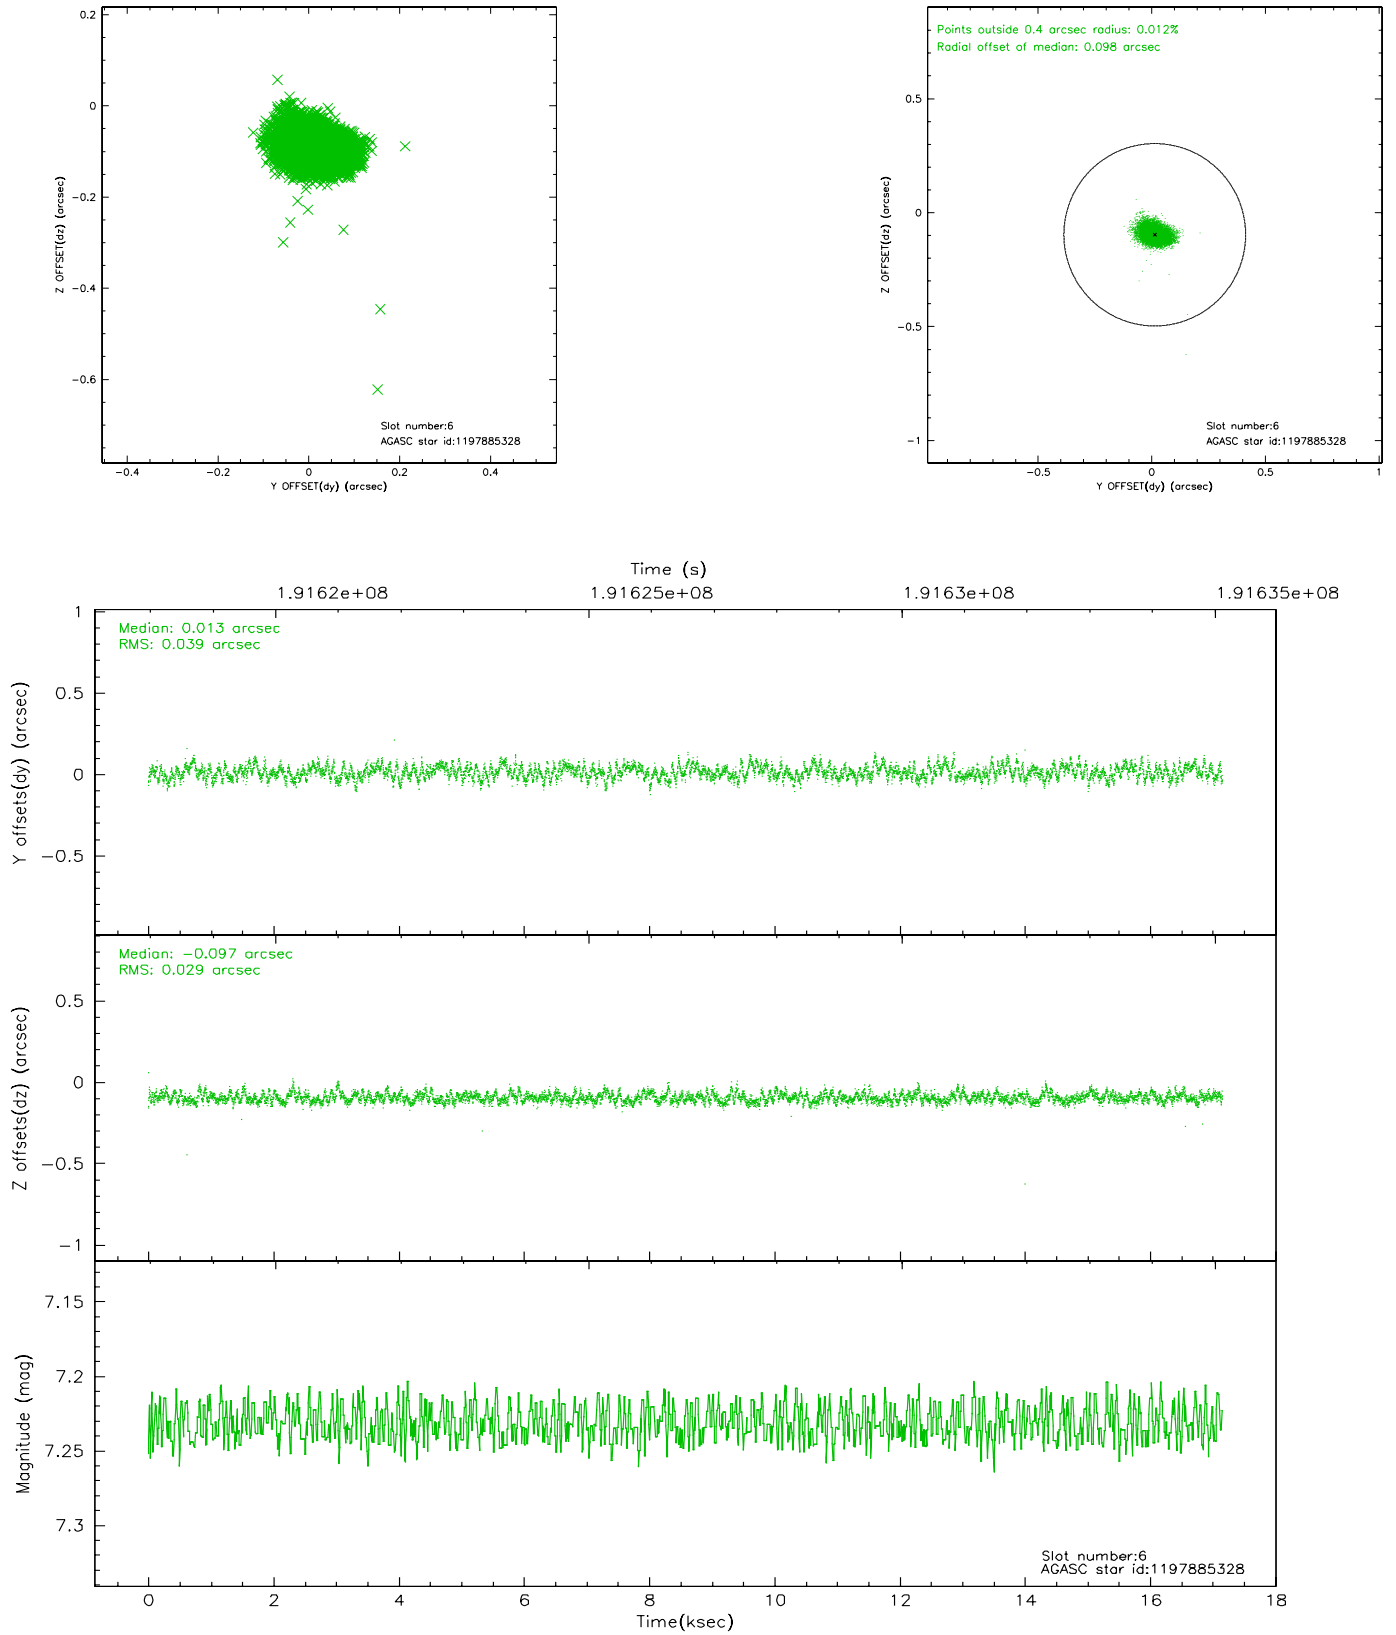 0.2
0
−0.2
−0.4
−0.6
Z OFFSET(dz) (arcsec)
Slot number:6
AGASC star id:1197885328
−0.4
−0.2
0
0.2
0.4
Y OFFSET(dy) (arcsec)
Points outside 0.4 arcsec radius: 0.012%
Radial offset of median: 0.098 arcsec
0.5
0
−0.5
−1
Z OFFSET(dz) (arcsec)
Slot number:6
AGASC star id:1197885328
−0.5
0
0.5
1
Y OFFSET(dy) (arcsec)
Time (s)
1.9162e+08
1.91625e+08
1.9163e+08
1.91635e+08
Median: 0.013 arcsec
RMS: 0.039 arcsec
1
0.5
0
−0.5
Y offsets(dy) (arcsec)
Median: −0.097 arcsec
RMS: 0.029 arcsec
0.5
0
−0.5
−1
Z offsets(dz) (arcsec)
7.15
7.2
7.25
7.3
Magnitude (mag)
Slot number:6
AGASC star id:1197885328
0
2
4
6
8
10
12
14
16
18
Time(ksec)